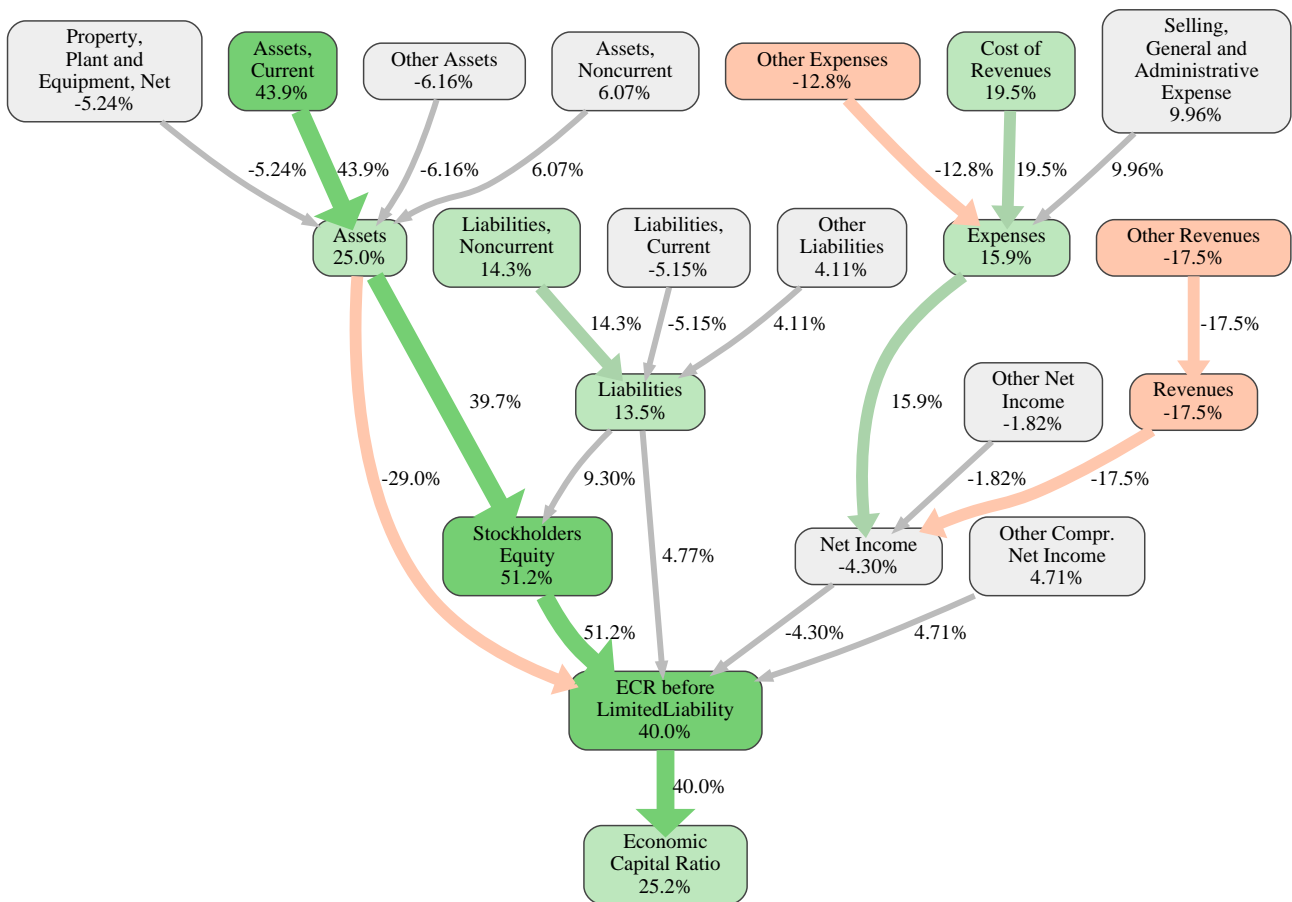 Property,
Plant and
Equipment, Net
-5.24%
Assets,
Current
43.9%
Other Assets
-6.16%
Assets,
Noncurrent
6.07%
Other Expenses
-12.8%
Cost of
Revenues
19.5%
Selling,
General and
Administrative
Expense
9.96%
-5.24%
43.9%
-6.16%
6.07%
-12.8%
19.5%
9.96%
Assets
25.0%
Liabilities,
Noncurrent
14.3%
Liabilities,
Current
-5.15%
Other
Liabilities
4.11%
Expenses
15.9%
Other Revenues
-17.5%
14.3%
-5.15%
4.11%
-17.5%
Liabilities
13.5%
Other Net
Income
-1.82%
Revenues
-17.5%
39.7%
15.9%
-29.0%
9.30%
-1.82%
-17.5%
Stockholders
Equity
51.2%
4.77%
Net Income
-4.30%
Other Compr.
Net Income
4.71%
51.2%
-4.30%
4.71%
ECR before
LimitedLiability
40.0%
40.0%
Economic
Capital Ratio
25.2%